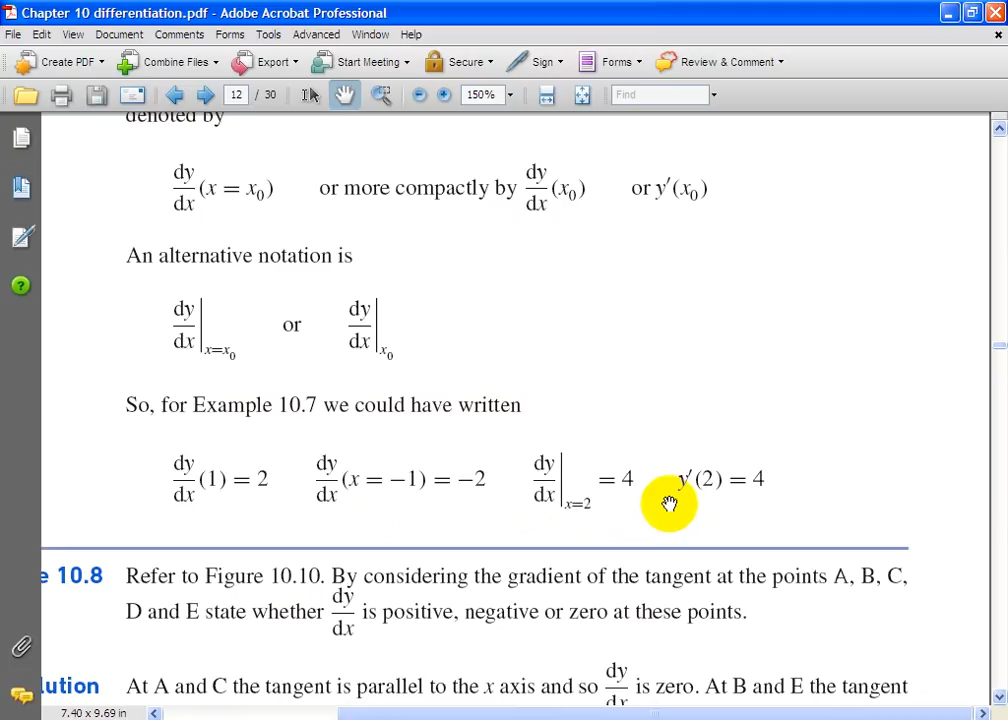 Chapter 10 differentiation.pdf - Adobe Acrobat Professional
File Edit View Document Comments Forms Tools Advanced Window Help
Create PDF Combine Files Export Start Meeting Secure Sign Forms Review & Comment
12 / 30 150% Find
denoted by
dy/dx (x = x₀) or more compactly by dy/dx (x₀) or y′(x₀)
An alternative notation is
dy/dx |x=x₀ or dy/dx |x₀
So, for Example 10.7 we could have written
dy/dx (1) = 2 dy/dx (x = −1) = −2 dy/dx |x=2 = 4 y′(2) = 4
e 10.8 Refer to Figure 10.10. By considering the gradient of the tangent at the points A, B, C,
D and E state whether dy/dx is positive, negative or zero at these points.
lution At A and C the tangent is parallel to the x axis and so dy/dx is zero. At B and E the tangent
7.40 x 9.69 in